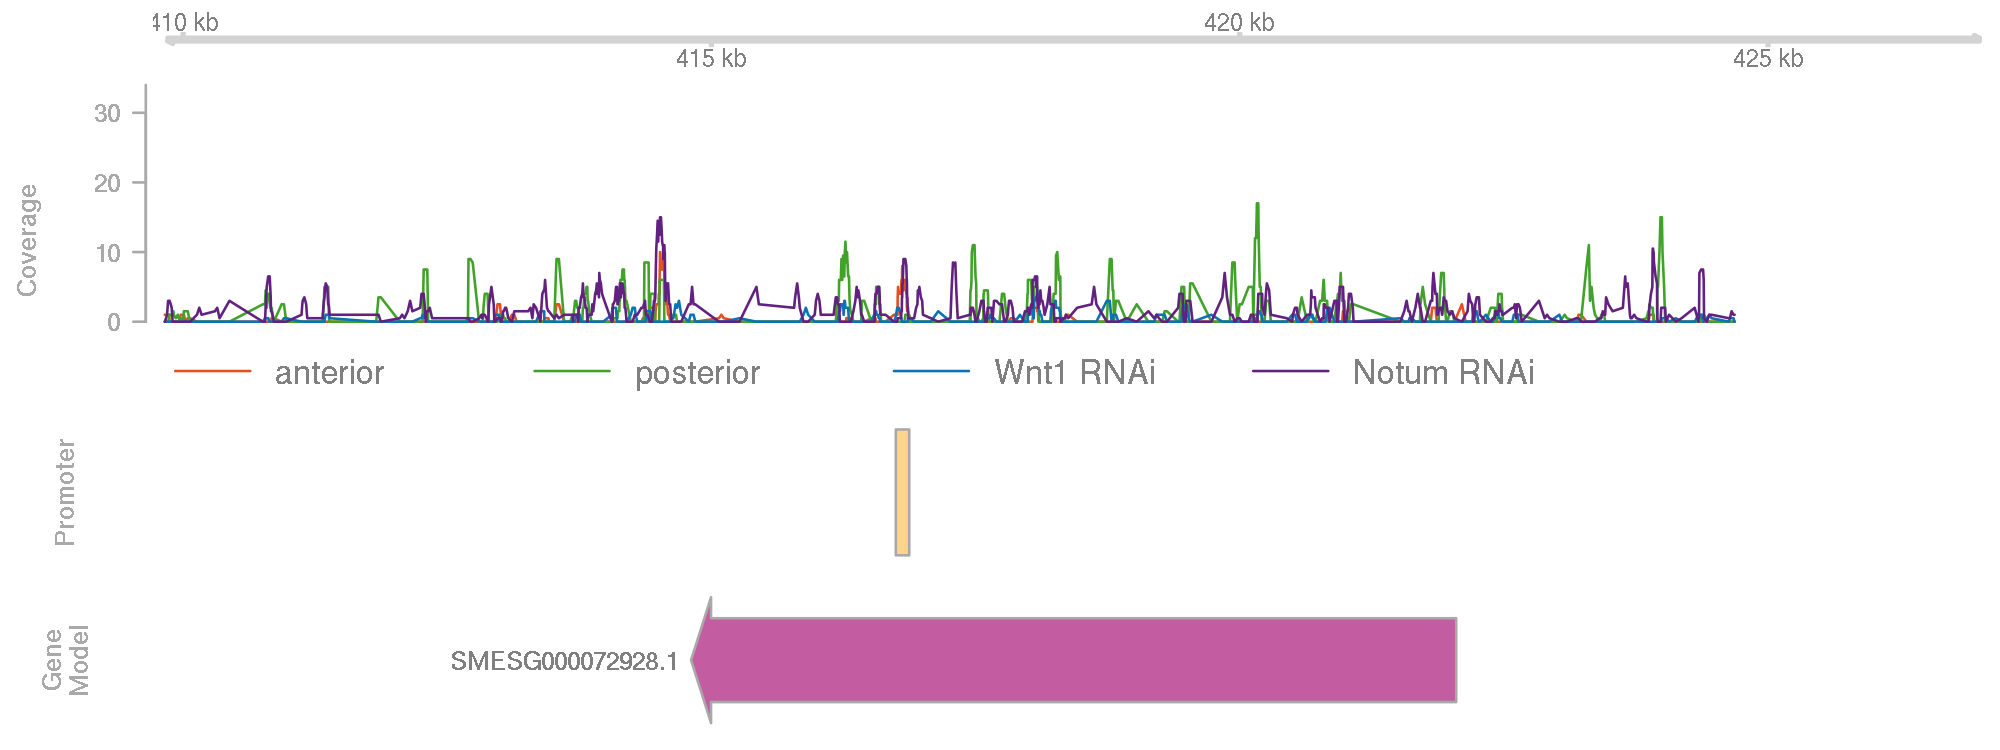 410 kb
420 kb
415 kb
425 kb
Coverage
30
20
10
0
anterior posterior Wnt1 RNAi Notum RNAi
Promoter
Gene
Model
SMESG000072928.1